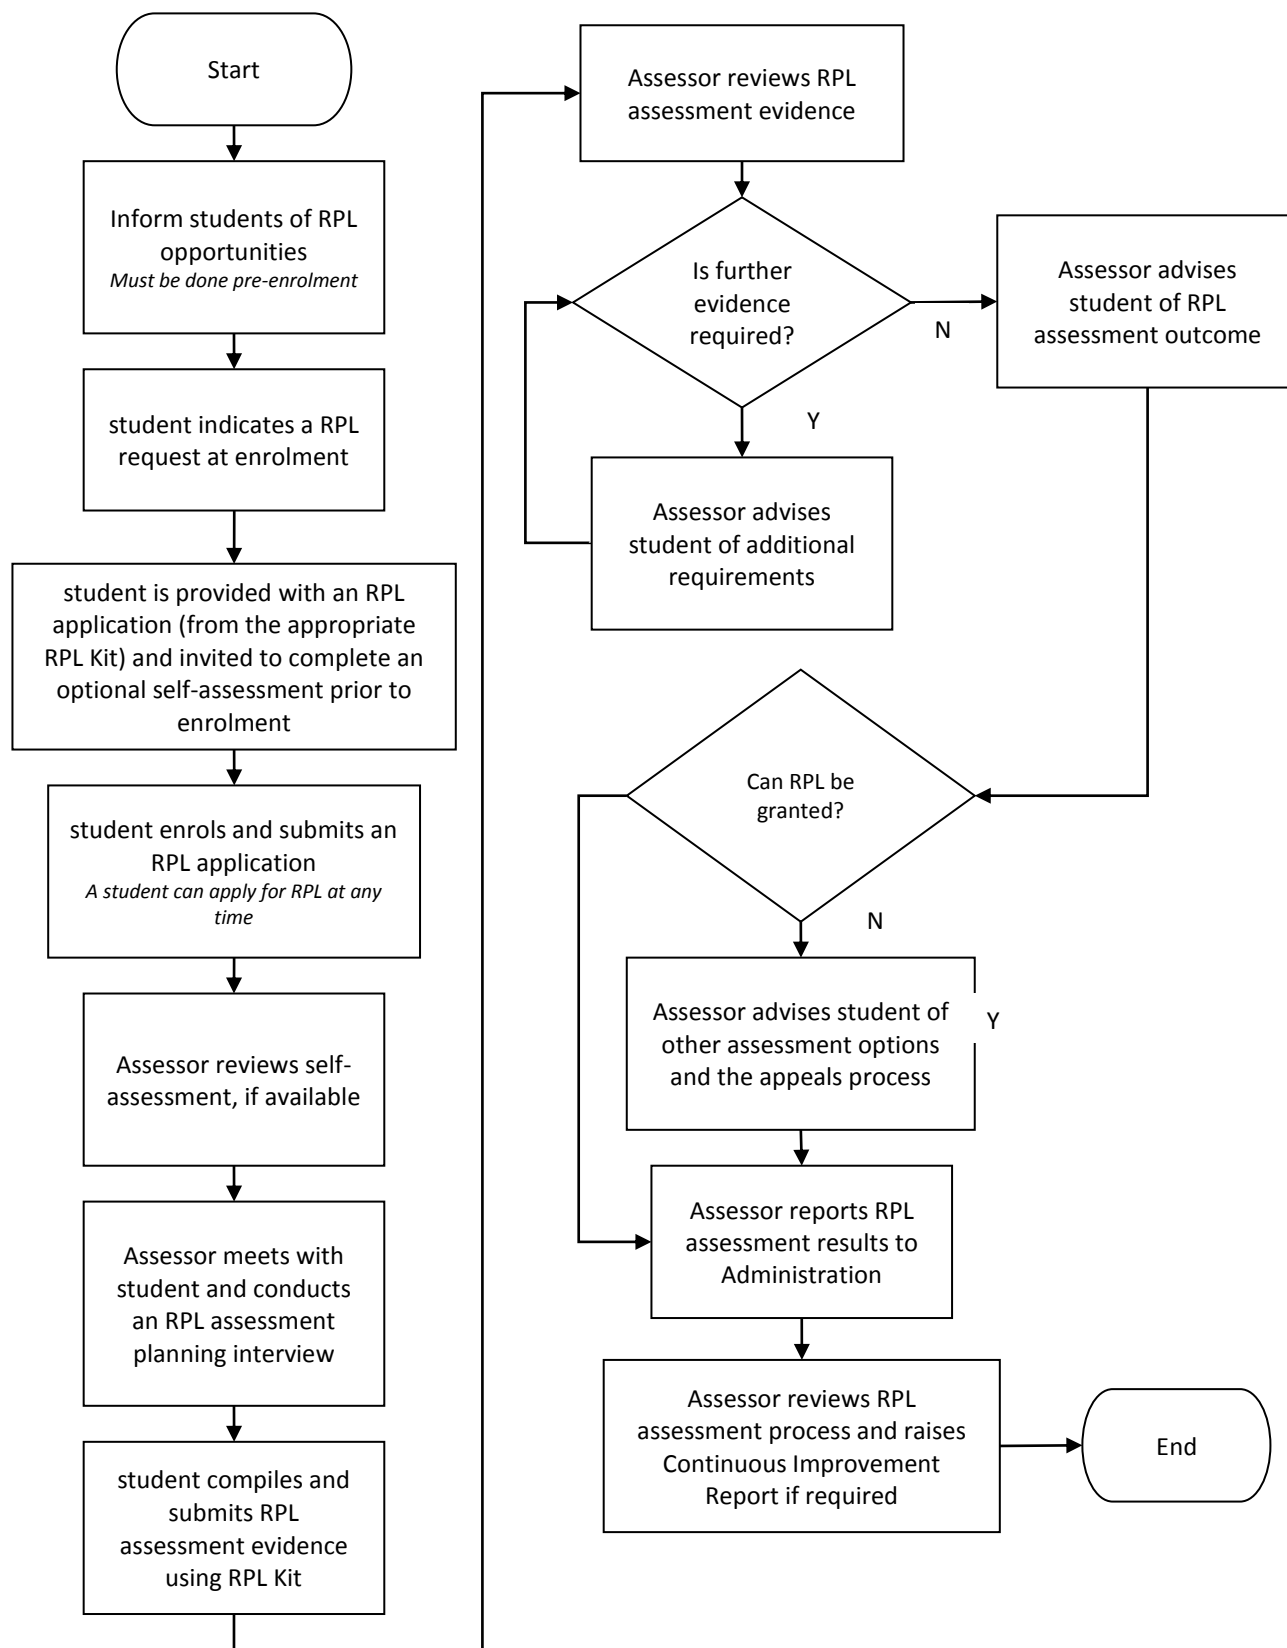 Start
Inform students of RPL
opportunities
Must be done pre-enrolment
student indicates a RPL
request at enrolment
student is provided with an RPL
application (from the appropriate
RPL Kit) and invited to complete an
optional self-assessment prior to
enrolment
student enrols and submits an
RPL application
A student can apply for RPL at any
time
Assessor reviews self-
assessment, if available
Assessor meets with
student and conducts
an RPL assessment
planning interview
student compiles and
submits RPL
assessment evidence
using RPL Kit
Assessor reviews RPL
assessment evidence
Is further
evidence
required?
N
Assessor advises
student of RPL
assessment outcome
Y
Assessor advises
student of additional
requirements
Can RPL be
granted?
N
Assessor advises student of
other assessment options
and the appeals process
Y
Assessor reports RPL
assessment results to
Administration
Assessor reviews RPL
assessment process and raises
Continuous Improvement
Report if required
End